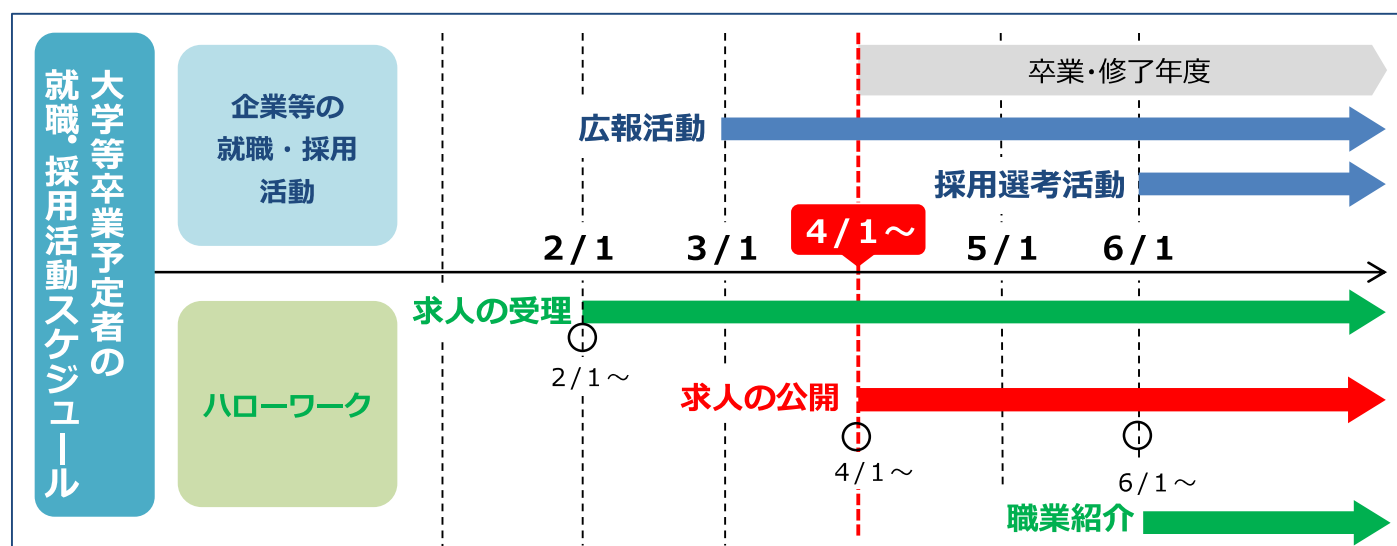 大学等卒業予定者の
就職・採用活動スケジュール
企業等の
就職・採用
活動
卒業・修了年度
広報活動
採用選考活動
2/1
3/1
4/1～
5/1
6/1
ハローワーク
求人の受理
2/1～
求人の公開
4/1～
6/1～
職業紹介